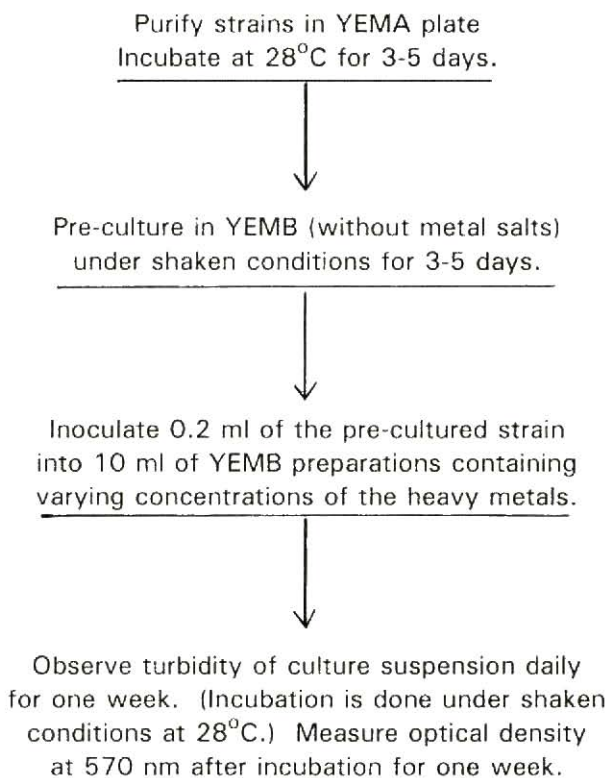 Purify strains in YEMA plate
Incubate at 28°C for 3-5 days.
Pre-culture in YEMB (without metal salts)
under shaken conditions for 3-5 days.
Inoculate 0.2 ml of the pre-cultured strain
into 10 ml of YEMB preparations containing
varying concentrations of the heavy metals.
Observe turbidity of culture suspension daily
for one week. (Incubation is done under shaken
conditions at 28°C.) Measure optical density
at 570 nm after incubation for one week.